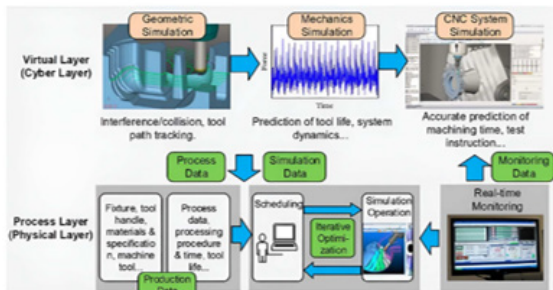 Geometric
Simulation
Mechanics
Simulation
CNC System
Simulation
Virtual Layer
(Cyber Layer)
Force
Time
Interference/collision, tool
path tracking.
Prediction of tool life, system
dynamics...
Accurate prediction of
machining time, test
instruction...
Process
Data
Simulation
Data
Monitoring
Data
Process Layer
(Physical Layer)
Fixture, tool
handle,
materials &
specification,
machine
tool...
Process data,
processing
procedure
& time, tool
life...
Production
Data
Scheduling
Iterative
Optimi-
zation
Simulation
Operation
Real-time
Monitoring